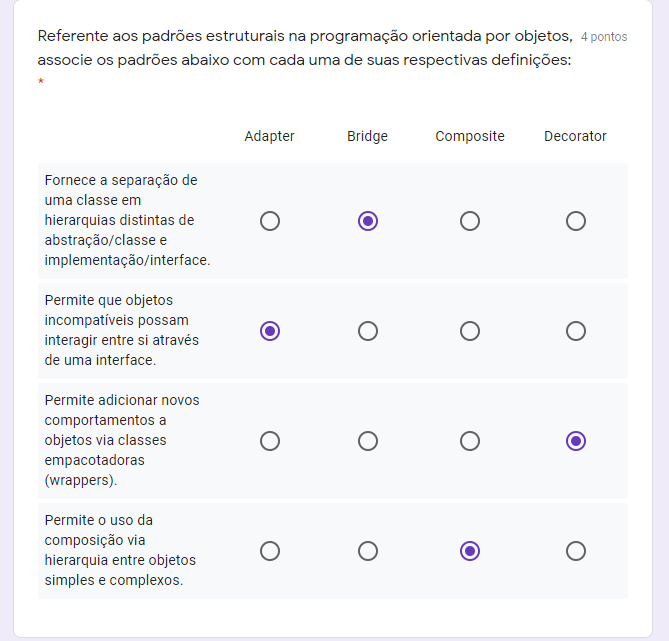 Referente aos padrões estruturais na programação orientada por objetos, 4 pontos
associe os padrões abaixo com cada uma de suas respectivas definições:
*
Adapter Bridge Composite Decorator
Fornece a separação de
uma classe em
hierarquias distintas de
abstração/classe e
implementação/interface.
Permite que objetos
incompatíveis possam
interagir entre si através
de uma interface.
Permite adicionar novos
comportamentos a
objetos via classes
empacotadoras
(wrappers).
Permite o uso da
composição via
hierarquia entre objetos
simples e complexos.